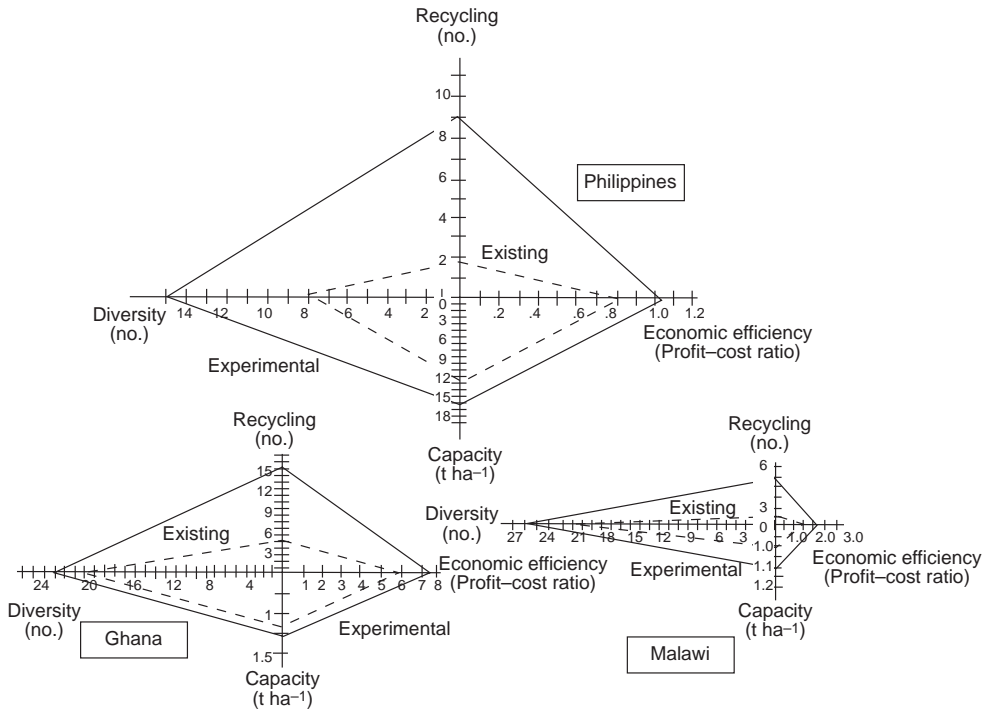 Recycling
(no.)
10
8
6
4
2
Philippines
Existing
14 12 10 8 6 4 2 0 .2 .4 .6 .8 1.0 1.2
Diversity
(no.)
Economic efficiency
(Profit–cost ratio)
3
6
9
12
15
18
Experimental
Capacity
(t ha–1)
Recycling
(no.)
15
12
9
6
3
Existing
24 20 16 12 8 4 1 2 3 4 5 6 7 8
Economic efficiency
(Profit–cost ratio)
Diversity
(no.)
1
1.5
Ghana
Experimental
Capacity
(t ha–1)
Recycling
(no.)
6
3
0
Existing
Diversity
(no.)
27 24 21 18 15 12 9 6 3 1.0 2.0 3.0
Economic efficiency
(Profit–cost ratio)
Experimental
1.0
1.1
1.2
Capacity
(t ha–1)
Malawi